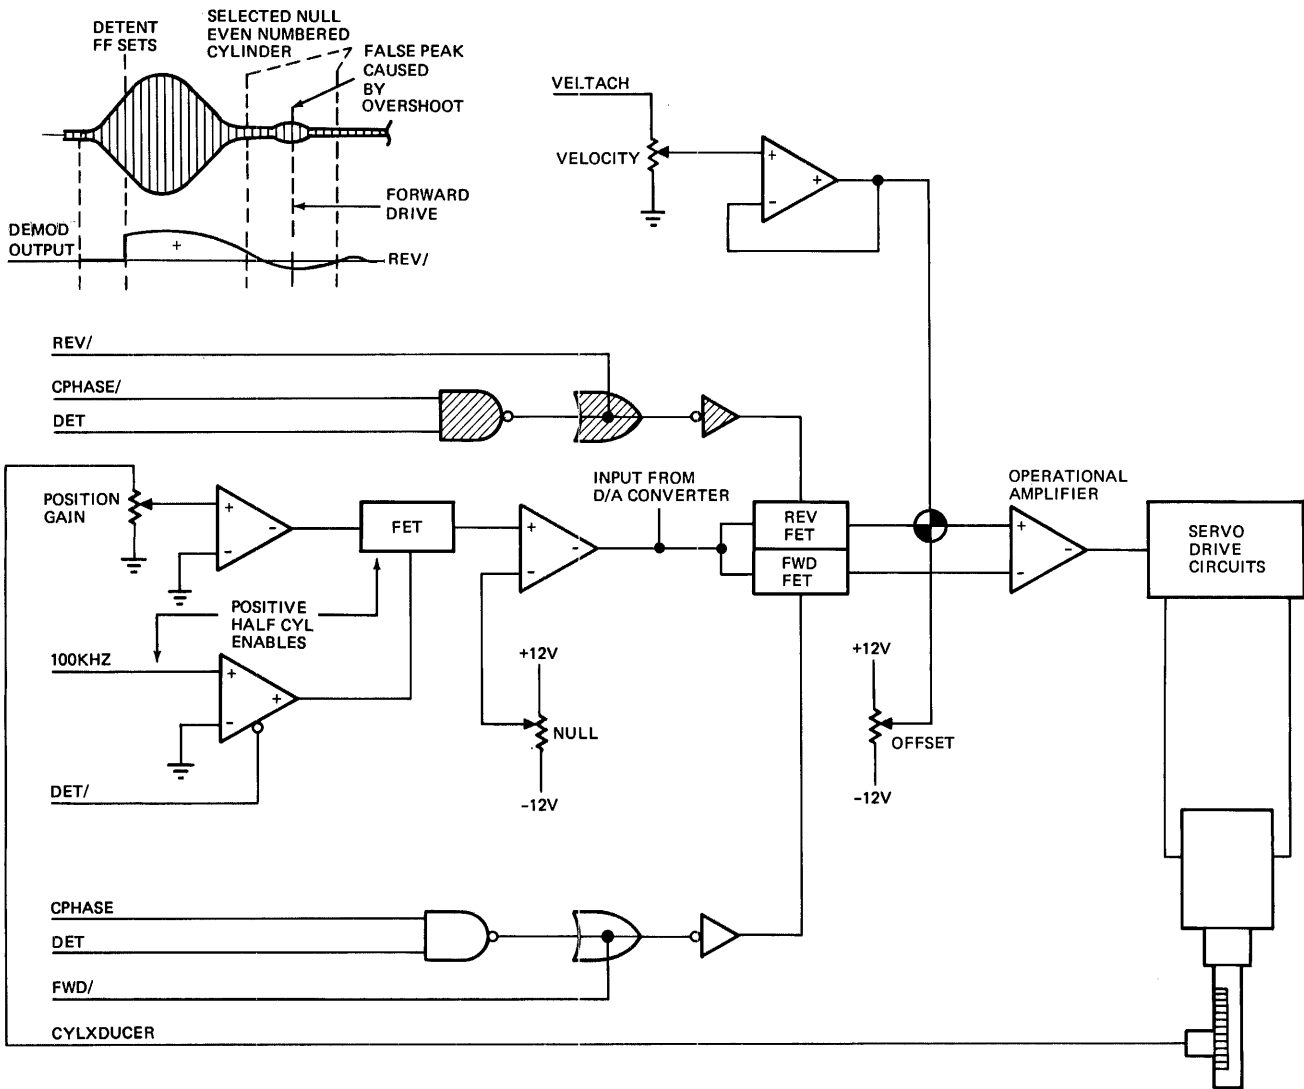 DETENT
FF SETS
SELECTED NULL
EVEN NUMBERED
CYLINDER
FALSE PEAK
CAUSED
BY
OVERSHOOT
FORWARD
DRIVE
DEMOD
OUTPUT
+
REV/
VELTACH
VELOCITY
+
-
+
REV/
CPHASE/
DET
POSITION
GAIN
+
-
-
FET
INPUT FROM
D/A CONVERTER
+
-
-
REV
FET
FWD
FET
OPERATIONAL
AMPLIFIER
+
-
-
SERVO
DRIVE
CIRCUITS
POSITIVE
HALF CYL
ENABLES
100KHZ
+
-
+
DET/
+12V
NULL
-12V
+12V
OFFSET
-12V
CPHASE
DET
FWD/
CYLXDUCER